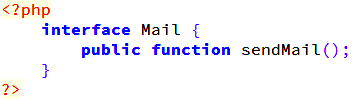 <?php
    interface Mail {
        public function sendMail();
    }
?>